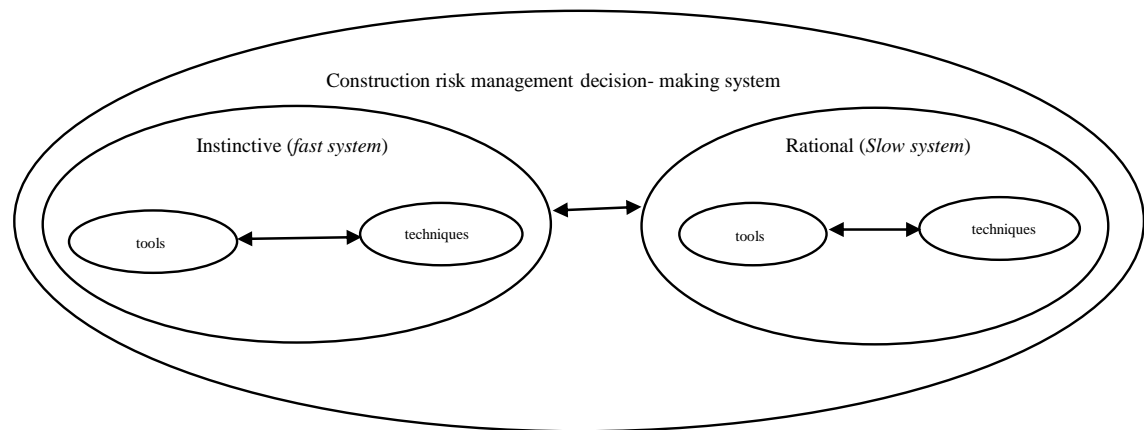 Construction risk management decision- making system
Instinctive (fast system)
Rational (Slow system)
tools
techniques
tools
techniques